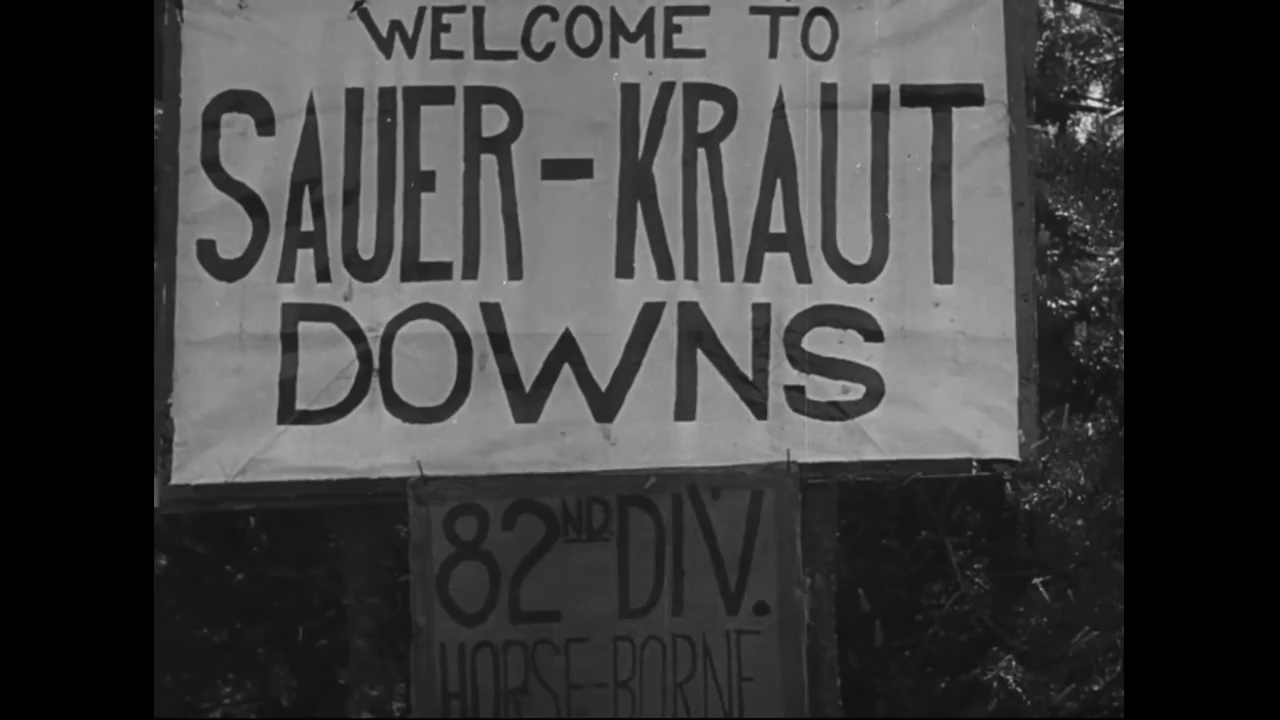 WELCOME TO
SAUER-KRAUT
DOWNS
82ND DIV.
HORSE-BORNE